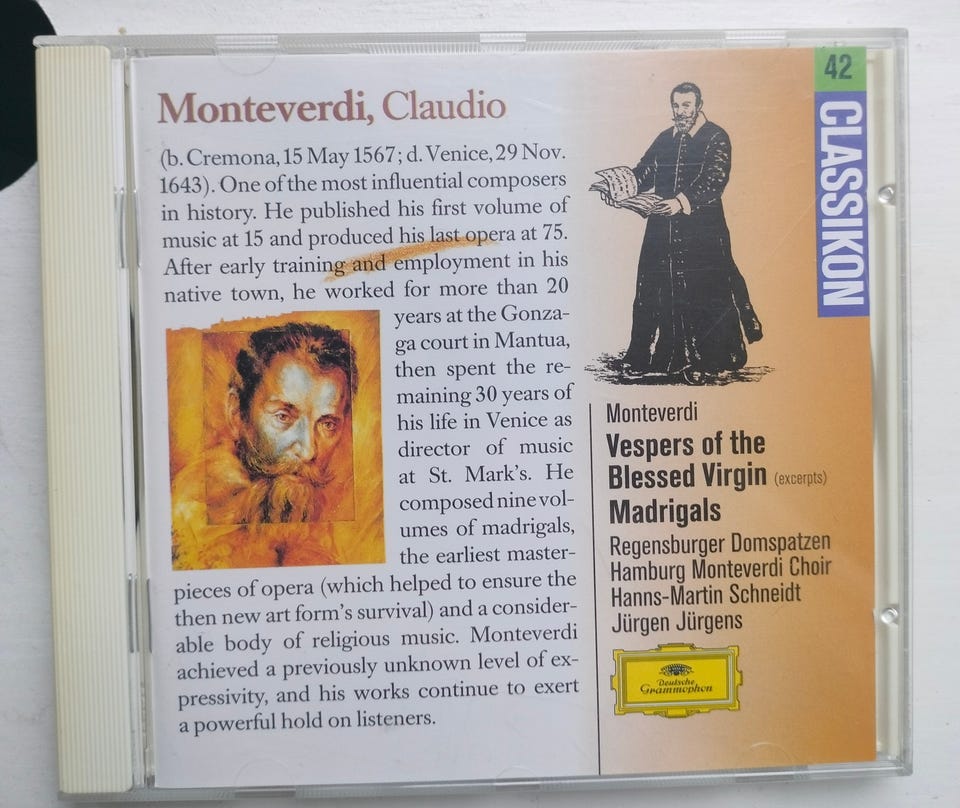 Monteverdi, Claudio
(b. Cremona, 15 May 1567; d. Venice, 29 Nov.
1643). One of the most influential composers
in history. He published his first volume of
music at 15 and produced his last opera at 75.
After early training and employment in his
native town, he worked for more than 20
years at the Gonza-
ga court in Mantua,
then spent the re-
maining 30 years of
his life in Venice as
director of music
at St. Mark's. He
composed nine vol-
umes of madrigals,
the earliest master-
pieces of opera (which helped to ensure the
then new art form's survival) and a consider-
able body of religious music. Monteverdi
achieved a previously unknown level of ex-
pressivity, and his works continue to exert
a powerful hold on listeners.
42
CLASSIKON
Monteverdi
Vespers of the
Blessed Virgin (excerpts)
Madrigals
Regensburger Domspatzen
Hamburg Monteverdi Choir
Hanns-Martin Schneidt
Jürgen Jürgens
Deutsche
Grammophon